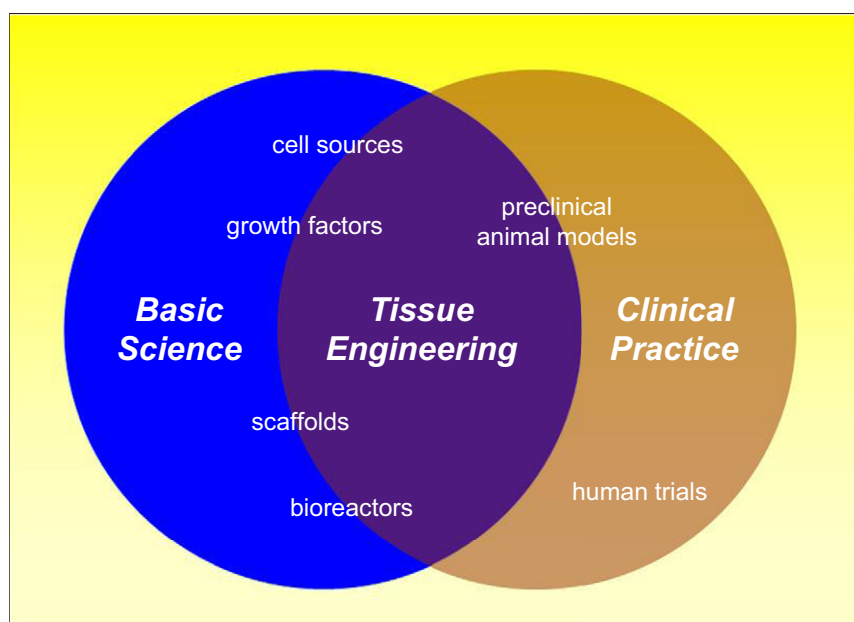 cell sources
growth factors
preclinical
animal models
Basic
Science
Tissue
Engineering
Clinical
Practice
scaffolds
bioreactors
human trials